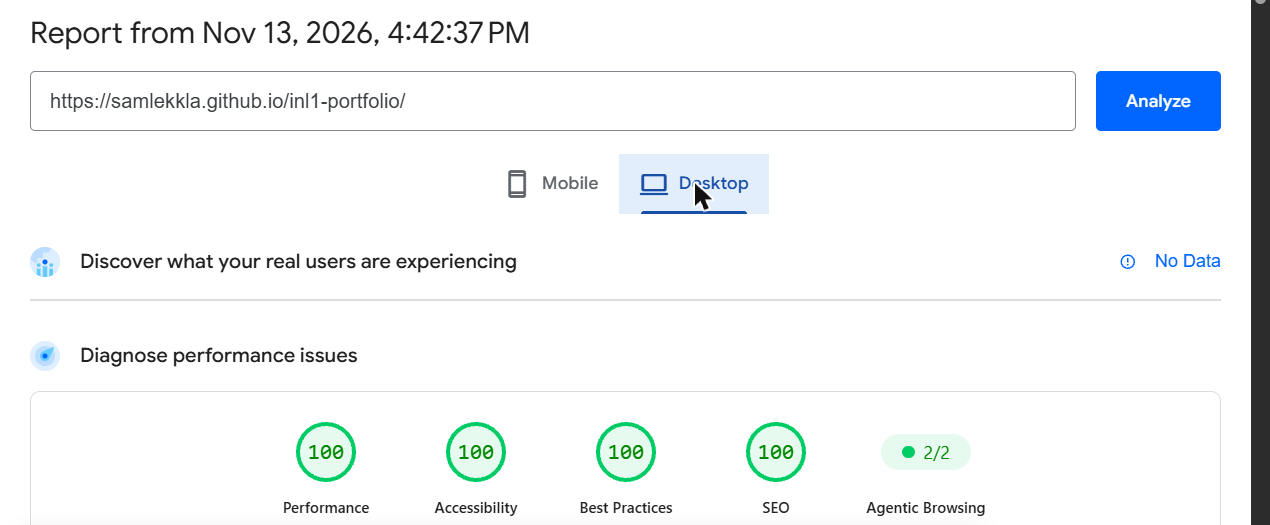 Report from Nov 13, 2026, 4:42:37 PM
https://samlekkla.github.io/inl1-portfolio/
Analyze
Mobile
Desktop
Discover what your real users are experiencing
No Data
Diagnose performance issues
100
100
100
100
2/2
Performance
Accessibility
Best Practices
SEO
Agentic Browsing